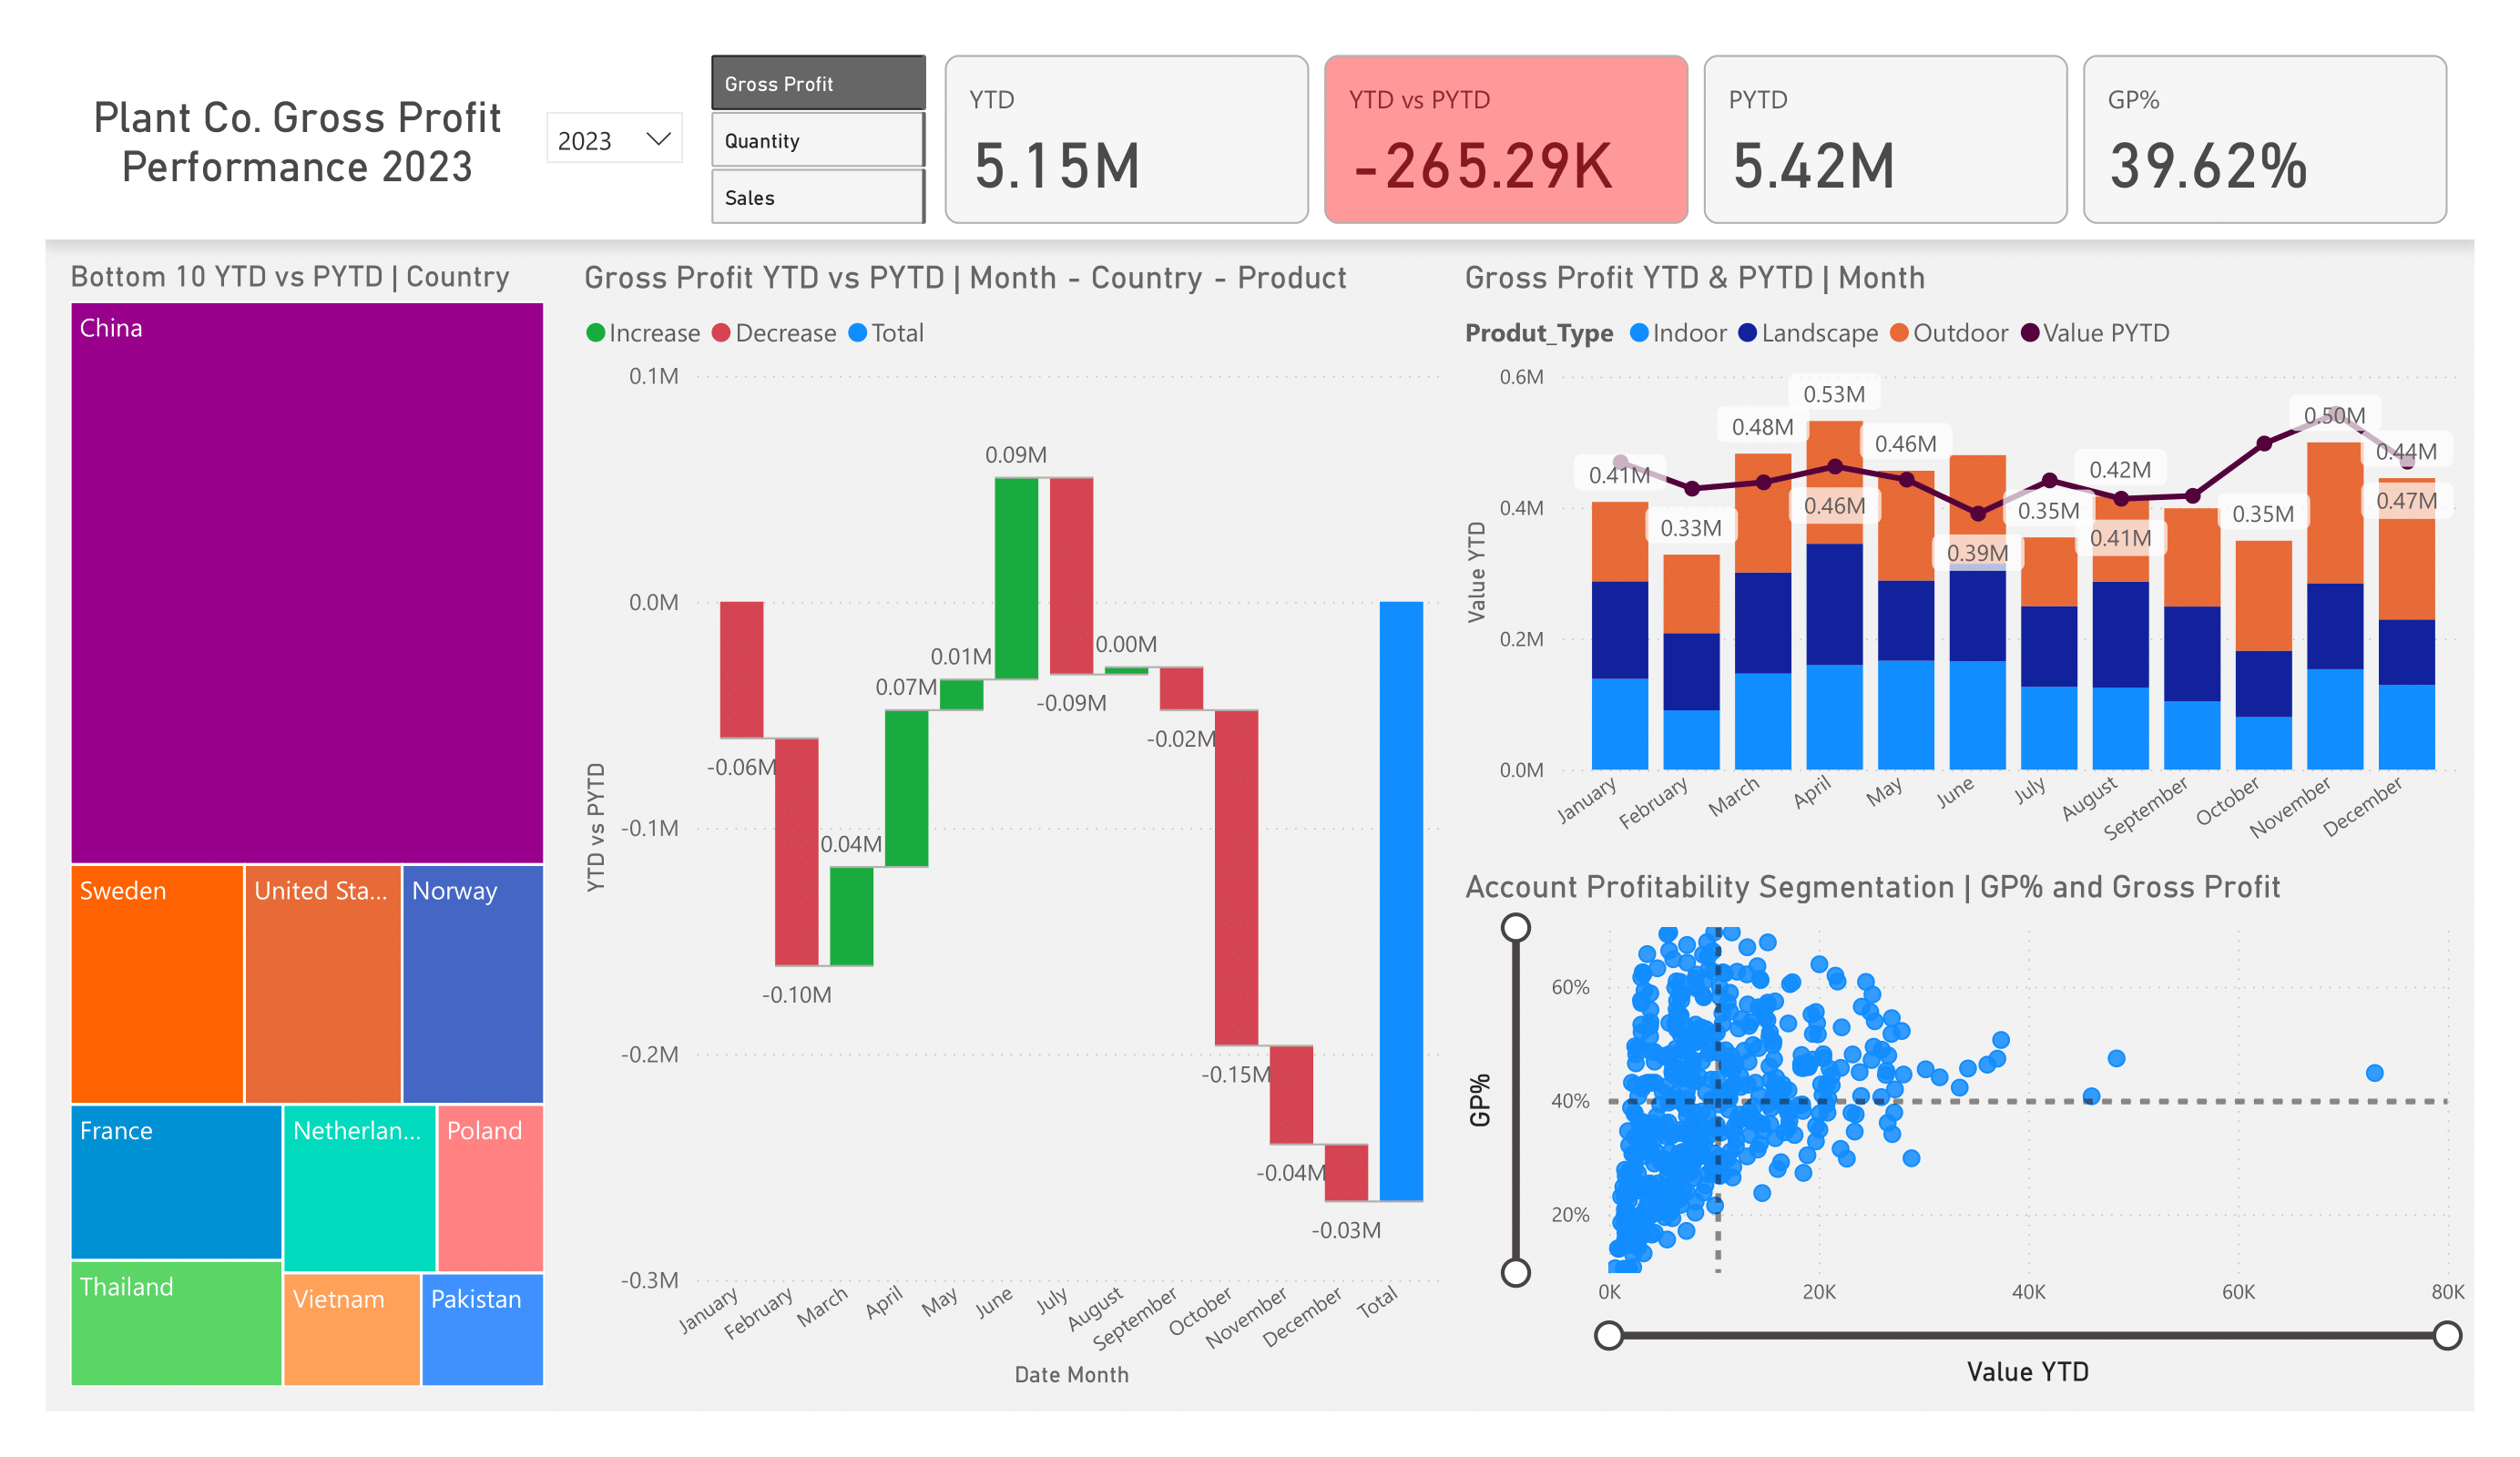 Plant Co. Gross Profit
Performance 2023
2023
Gross Profit
Quantity
Sales
YTD
5.15M
YTD vs PYTD
-265.29K
PYTD
5.42M
GP%
39.62%
Bottom 10 YTD vs PYTD | Country
China
Sweden
United Sta...
Norway
France
Netherlan...
Poland
Thailand
Vietnam
Pakistan
Gross Profit YTD vs PYTD | Month - Country - Product
Increase Decrease Total
YTD vs PYTD
0.1M
0.0M
-0.1M
-0.2M
-0.3M
-0.06M
-0.10M
0.04M
0.07M
0.01M
0.09M
-0.09M
0.00M
-0.02M
-0.15M
-0.04M
-0.03M
January
February
March
April
May
June
July
August
September
October
November
December
Total
Date Month
Gross Profit YTD & PYTD | Month
Produt_Type Indoor Landscape Outdoor Value PYTD
Value YTD
0.6M
0.4M
0.2M
0.0M
0.41M
0.33M
0.48M
0.53M
0.46M
0.46M
0.39M
0.35M
0.42M
0.41M
0.35M
0.50M
0.44M
0.47M
January
February
March
April
May
June
July
August
September
October
November
December
Account Profitability Segmentation | GP% and Gross Profit
GP%
60%
40%
20%
0K
20K
40K
60K
80K
Value YTD